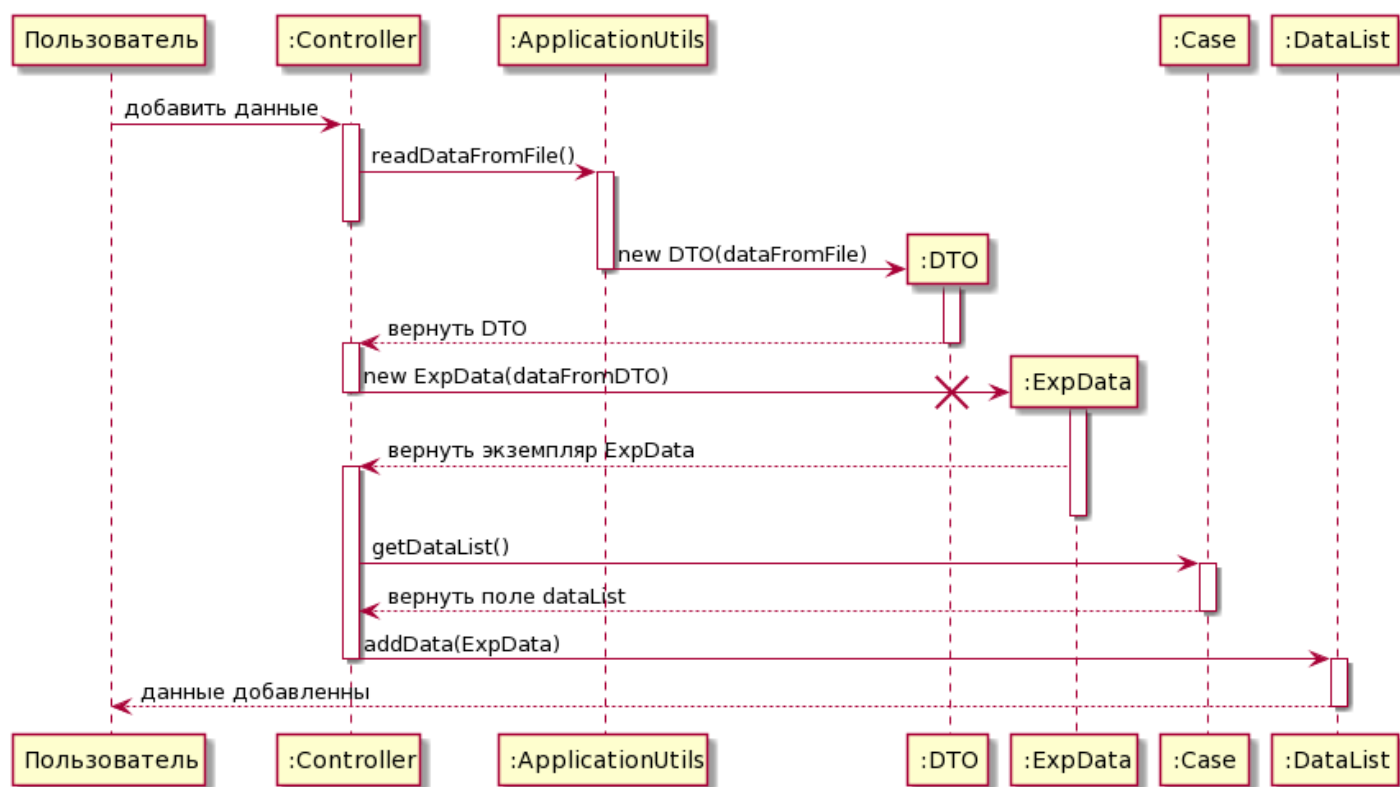 Пользователь
:Controller
:ApplicationUtils
:Case
:DataList
добавить данные
readDataFromFile()
new DTO(dataFromFile)
:DTO
вернуть DTO
new ExpData(dataFromDTO)
:ExpData
вернуть экземпляр ExpData
getDataList()
вернуть поле dataList
addData(ExpData)
данные добавленны
Пользователь
:Controller
:ApplicationUtils
:DTO
:ExpData
:Case
:DataList